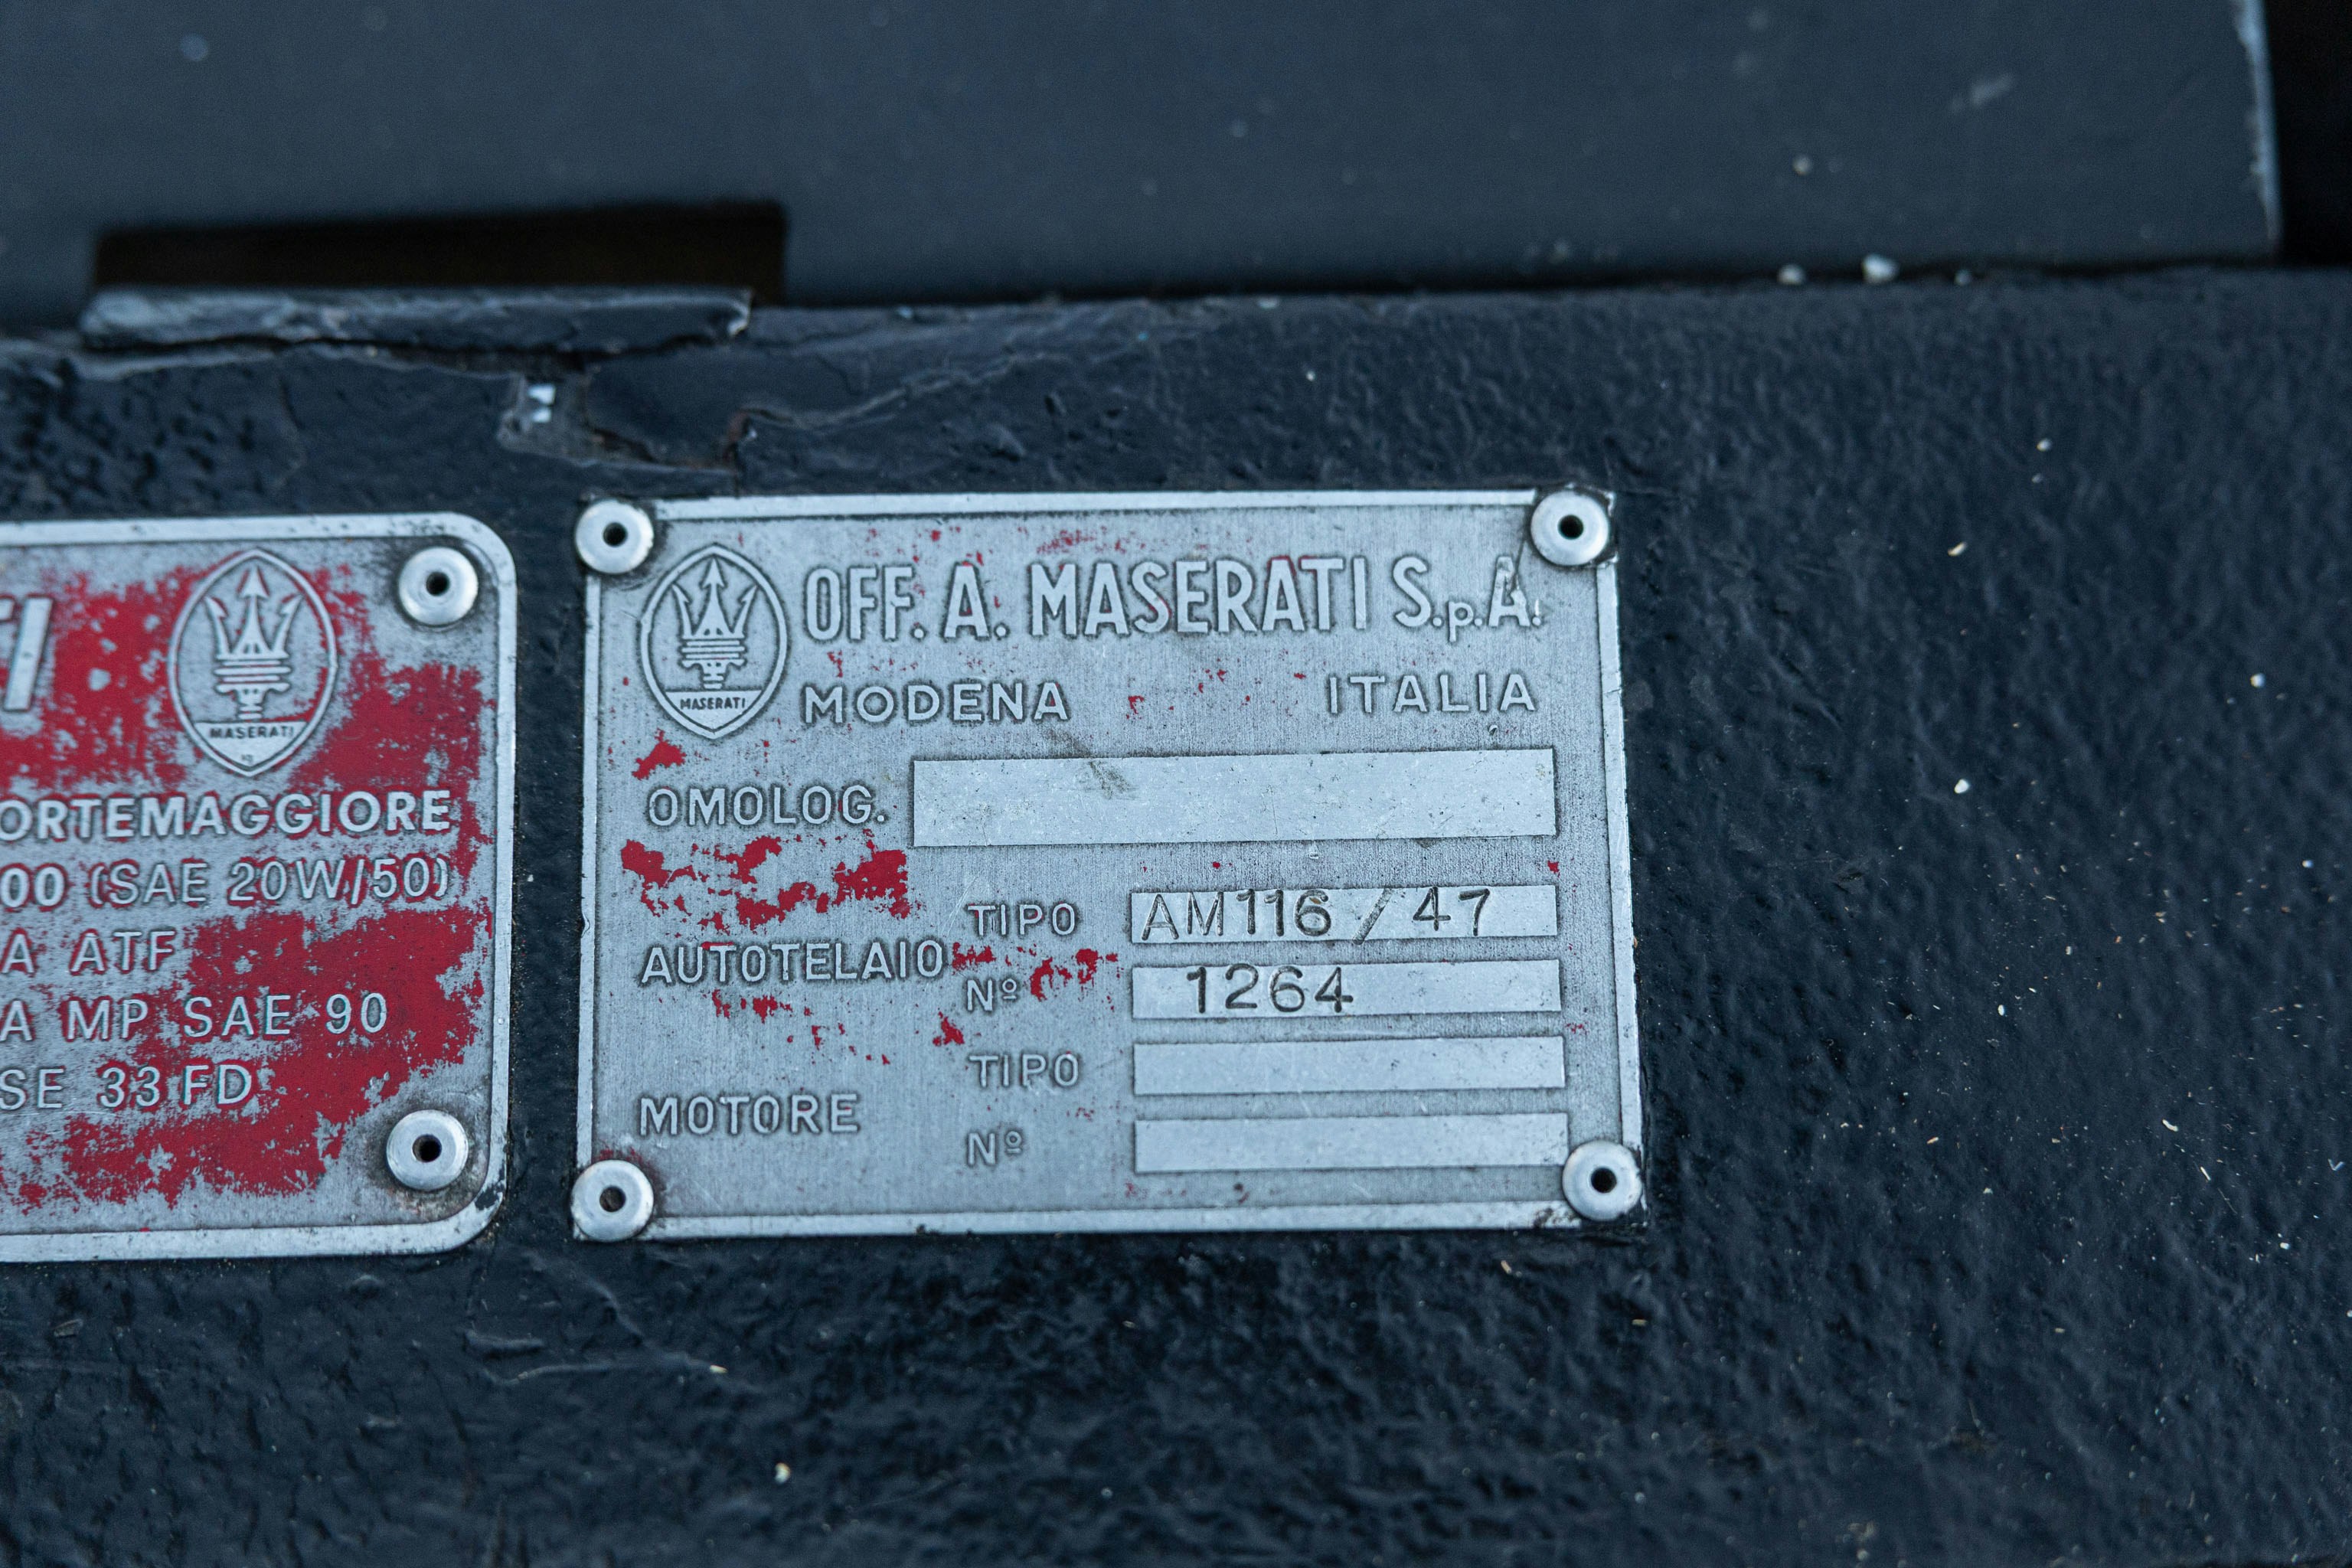 MASERATI
ORTEMAGGIORE
00 (SAE 20W/50)
A ATF
A MP SAE 90
SE 33 FD
MASERATI
OFF. A. MASERATI S.p.A.
MODENA ITALIA
OMOLOG.
AUTOTELAIO
TIPO AM116/47
Nº 1264
MOTORE
TIPO
Nº